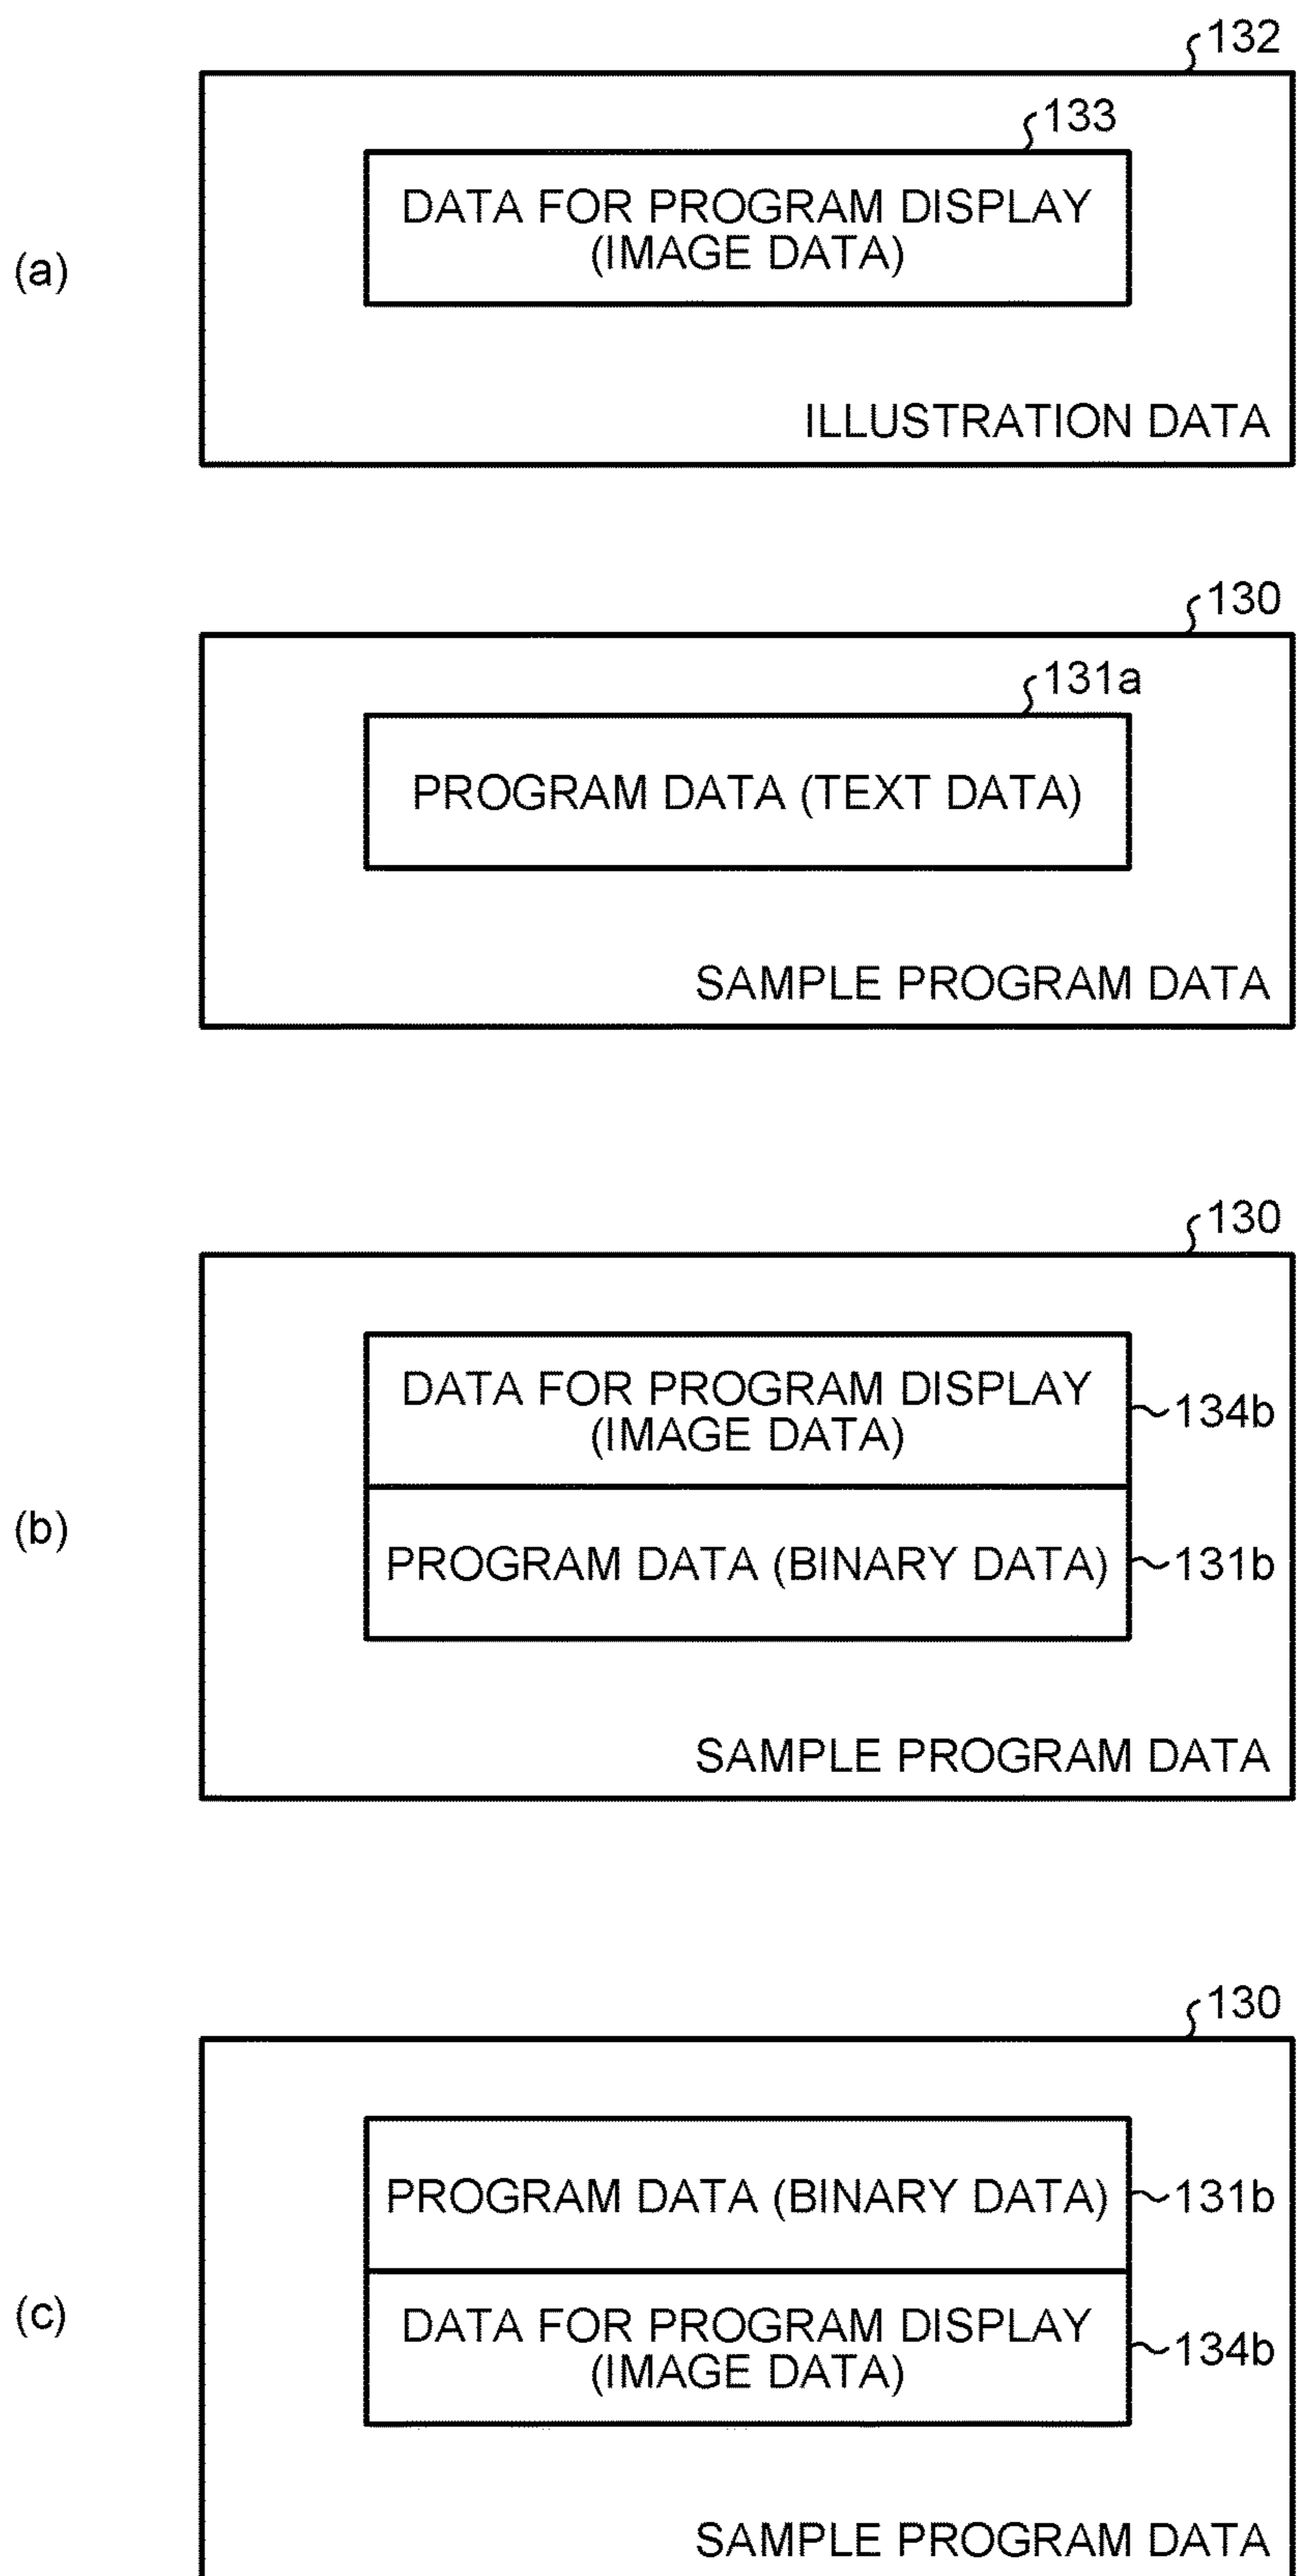 132
133
DATA FOR PROGRAM DISPLAY
(IMAGE DATA)
(a)
ILLUSTRATION DATA
130
131a
PROGRAM DATA (TEXT DATA)
SAMPLE PROGRAM DATA
130
DATA FOR PROGRAM DISPLAY
(IMAGE DATA)
134b
(b)
PROGRAM DATA (BINARY DATA)
131b
SAMPLE PROGRAM DATA
130
PROGRAM DATA (BINARY DATA)
131b
(c)
DATA FOR PROGRAM DISPLAY
(IMAGE DATA)
134b
SAMPLE PROGRAM DATA